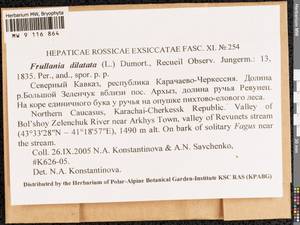 Herbarium MW, Bryophyta
MW 9 116 864
HEPATICAE ROSSICAE EXSICCATAE FASC. XI. № 254
Frullania dilatata (L.) Dumort., Recueil Observ. Jungerm.: 13,
1835. Per., and., spor. p. p.
Северный Кавказ, республика Карачаево-Черкессия. Долина
р.Большой Зеленчук вблизи пос. Архыз, долина ручья Ревунец.
На коре единичного бука у ручья на опушке пихтово-елового леса.
Northern Caucasus, Karachai-Cherkessk Republic. Valley of
Bol'shoy Zelenchuk River near Arkhys Town, valley of Revunets stream
(43°33'28"N – 41°18'57"E), 1490 m alt. On bark of solitary Fagus near
the stream.
Coll. 26.IX.2005 N.A. Konstantinova & A.N. Savchenko,
#K626-05.
Det. N.A. Konstantinova.
Distributed by the Herbarium of Polar-Alpine Botanical Garden-Institute KSC RAS (KPABG)